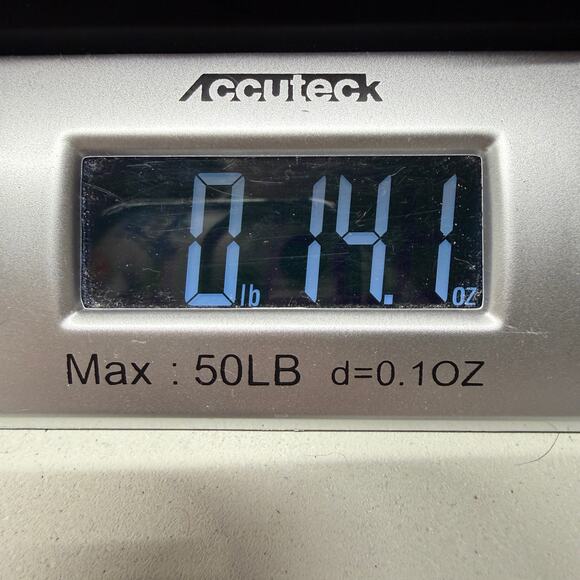 Accuteck
0 lb 14.1 oz
Max : 50LB d=0.1OZ